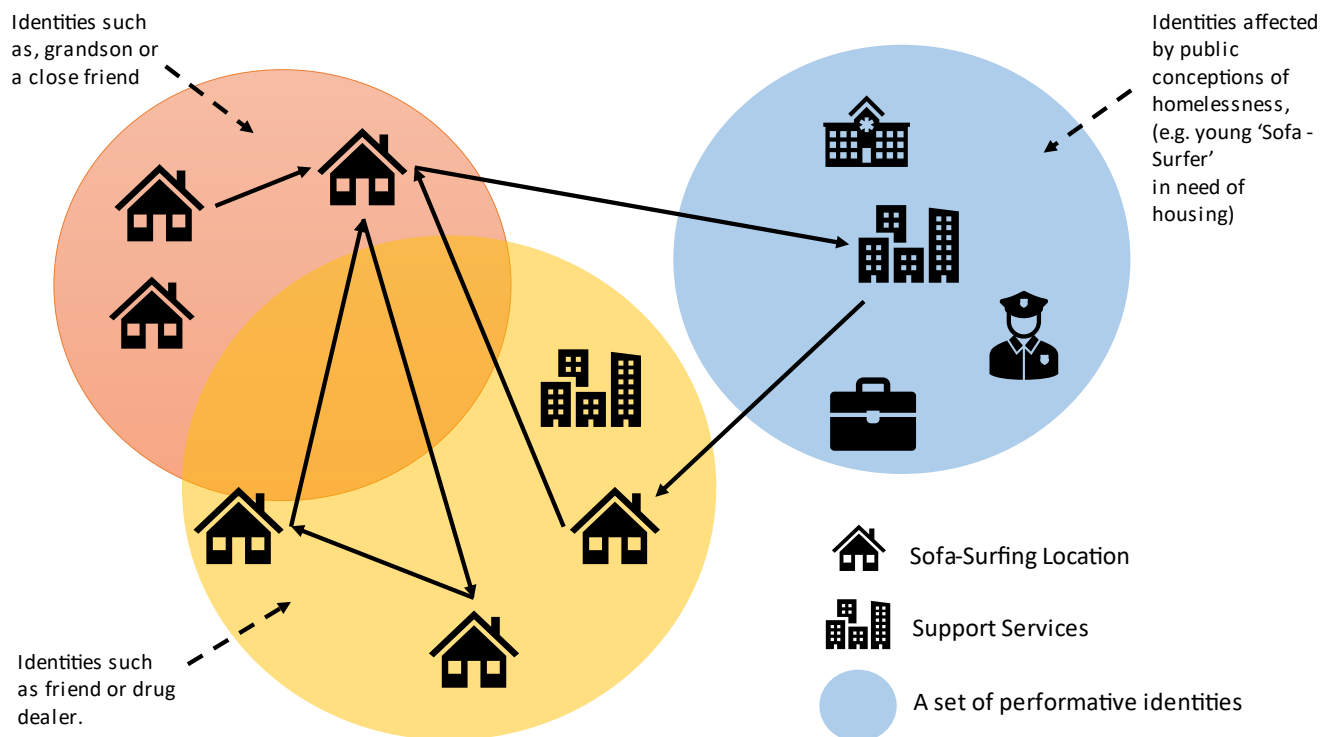 Identities such
as, grandson or
a close friend
Identities affected
by public
conceptions of
homelessness,
(e.g. young ‘Sofa -
Surfer’
in need of
housing)
Identities such
as friend or drug
dealer.
Sofa-Surfing Location
Support Services
A set of performative identities